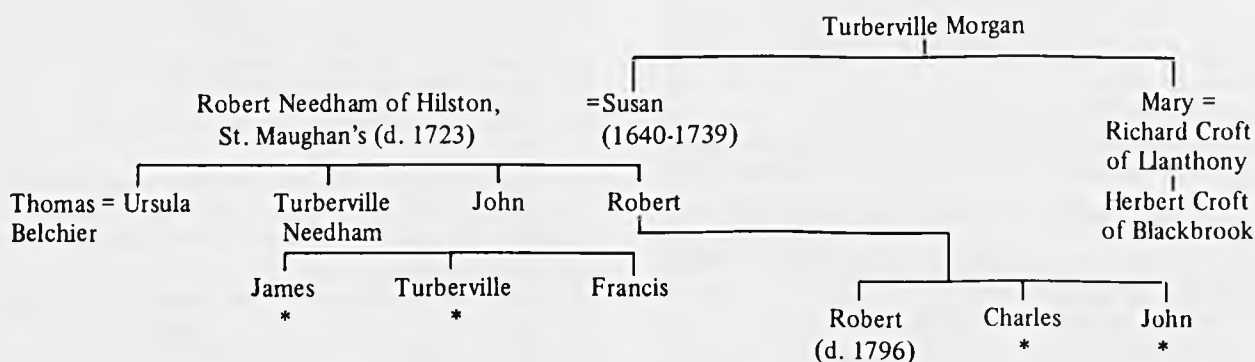 Turberville Morgan
Robert Needham of Hilston, =Susan Mary =
St. Maughan's (d. 1723) (1640-1739) Richard Croft
of Llanthony
Thomas = Ursula Turberville John Robert Herbert Croft
Belchier Needham of Blackbrook
James Turberville Francis
* *
Robert Charles John
(d. 1796) * *